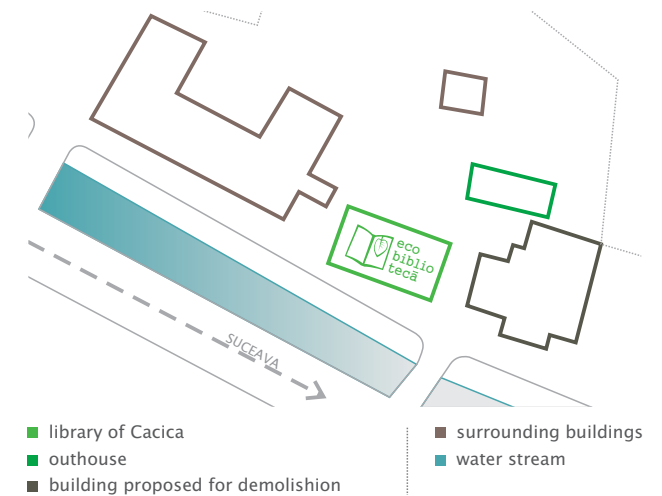 eco
biblio
tecă
SUCEAVA
library of Cacica
outhouse
building proposed for demolishion
surrounding buildings
water stream